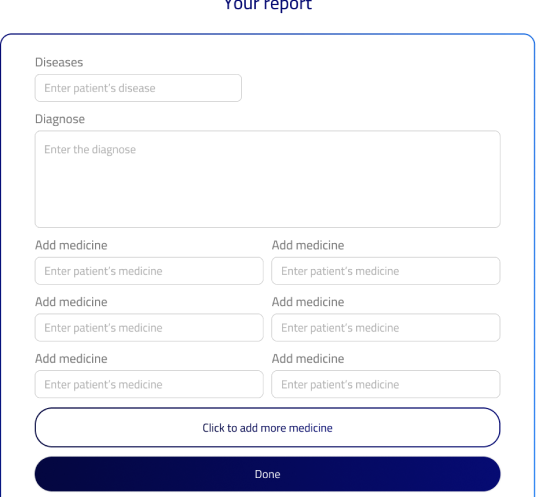 Your report
Diseases
Enter patient's disease
Diagnose
Enter the diagnose
Add medicine
Add medicine
Enter patient's medicine
Enter patient's medicine
Add medicine
Add medicine
Enter patient's medicine
Enter patient's medicine
Add medicine
Add medicine
Enter patient's medicine
Enter patient's medicine
Click to add more medicine
Done